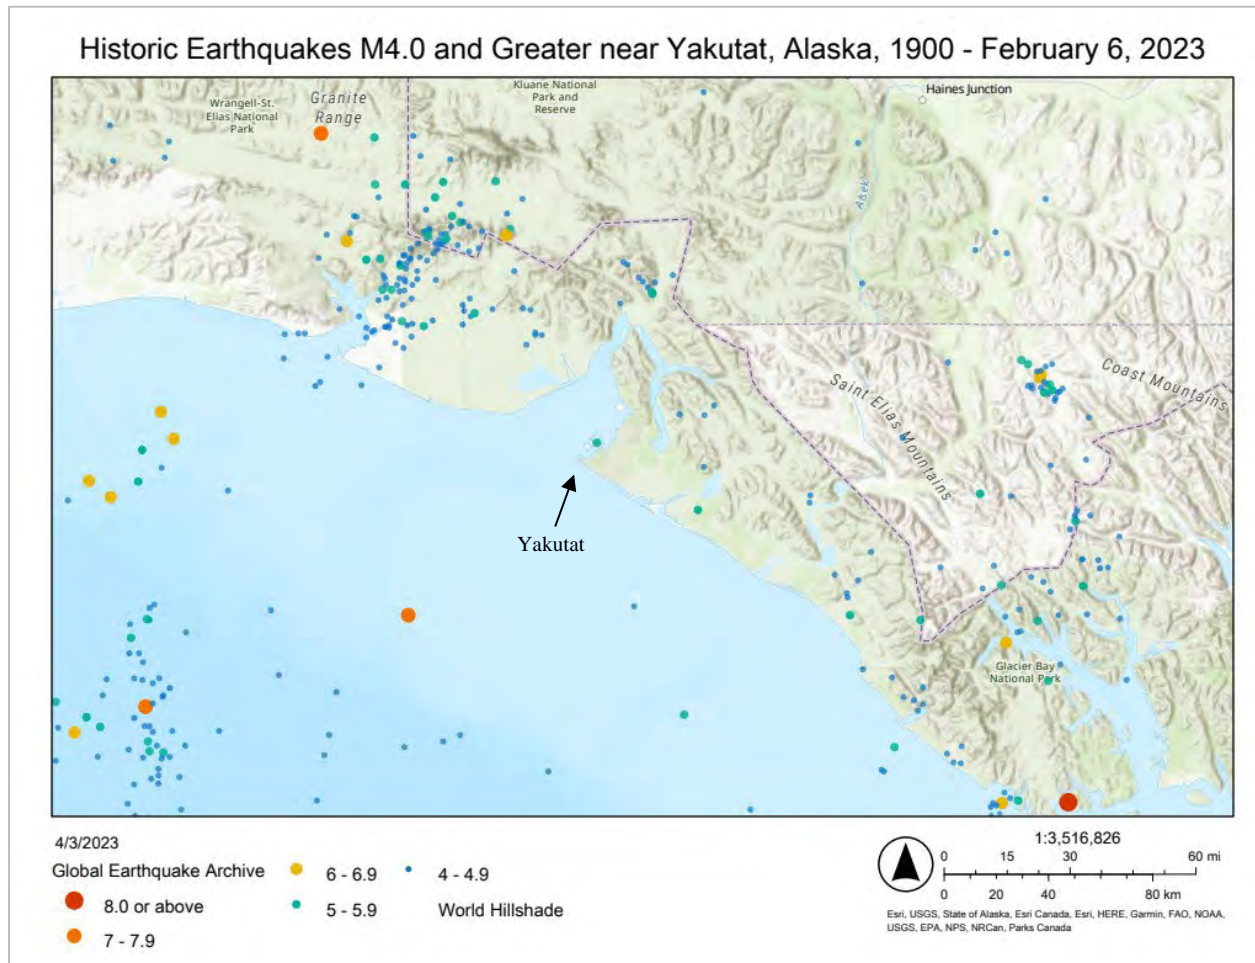 Historic Earthquakes M4.0 and Greater near Yakutat, Alaska, 1900 - February 6, 2023
Wrangell-St.
Elias National
Park
Granite
Range
Kluane National
Park and
Reserve
Haines Junction
Alsek
Coast Mountains
Saint Elias Mountains
Yakutat
Glacier Bay
National Park
4/3/2023
Global Earthquake Archive
8.0 or above
7 - 7.9
6 - 6.9
5 - 5.9
4 - 4.9
World Hillshade
1:3,516,826
0 15 30 60 mi
0 20 40 80 km
Esri, USGS, State of Alaska, Esri Canada, Esri, HERE, Garmin, FAO, NOAA,
USGS, EPA, NPS, NRCan, Parks Canada